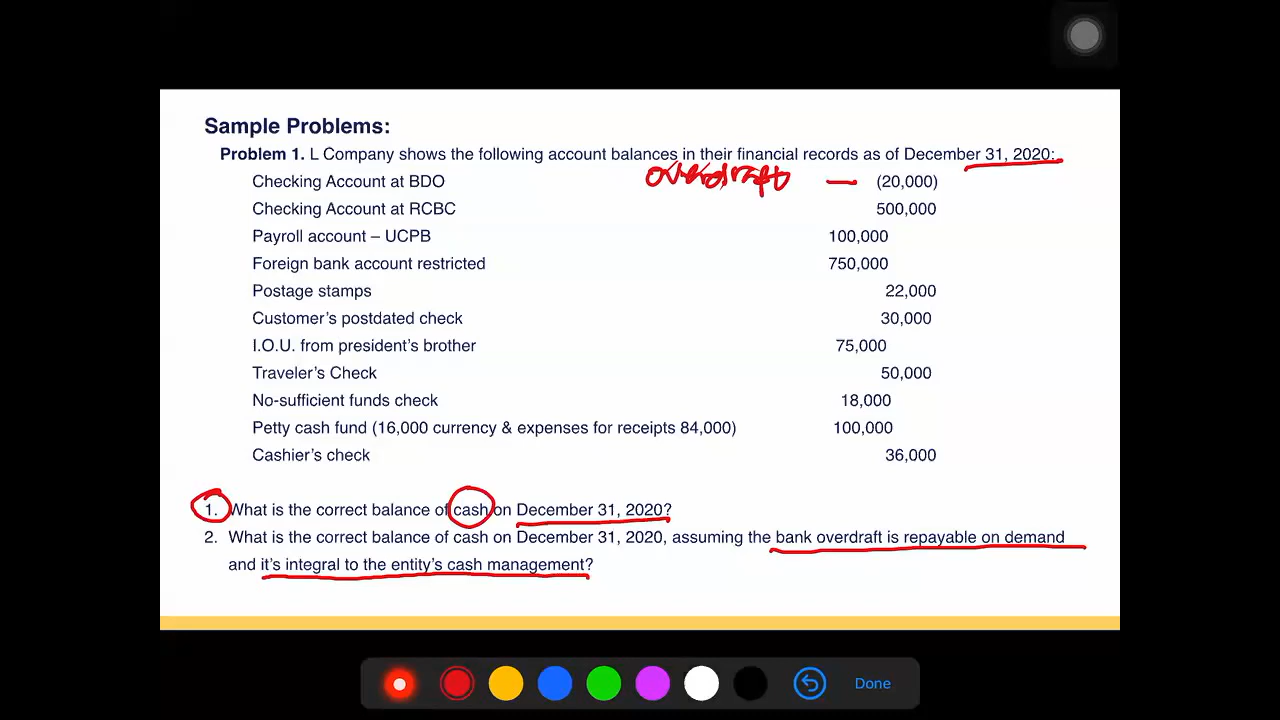 Sample Problems:
Problem 1. L Company shows the following account balances in their financial records as of December 31, 2020:
overdraft
Checking Account at BDO — (20,000)
Checking Account at RCBC 500,000
Payroll account – UCPB 100,000
Foreign bank account restricted 750,000
Postage stamps 22,000
Customer's postdated check 30,000
I.O.U. from president's brother 75,000
Traveler's Check 50,000
No-sufficient funds check 18,000
Petty cash fund (16,000 currency & expenses for receipts 84,000) 100,000
Cashier's check 36,000
1. What is the correct balance of cash on December 31, 2020?
2. What is the correct balance of cash on December 31, 2020, assuming the bank overdraft is repayable on demand
and it's integral to the entity's cash management?
Done